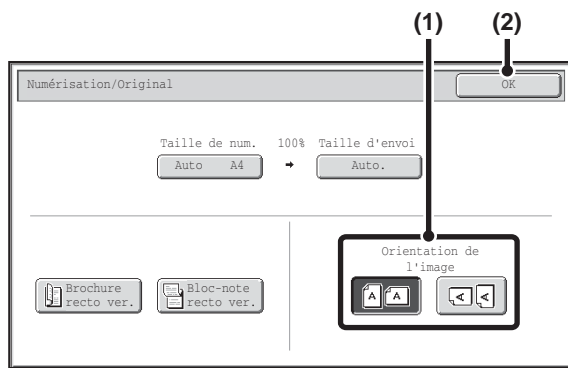 (1) (2)
Numérisation/Original OK
Taille de num. 100% Taille d'envoi
Auto A4 → Auto.
Orientation de
l'image
Brochure
recto ver.
Bloc-note
recto ver.
A A A A